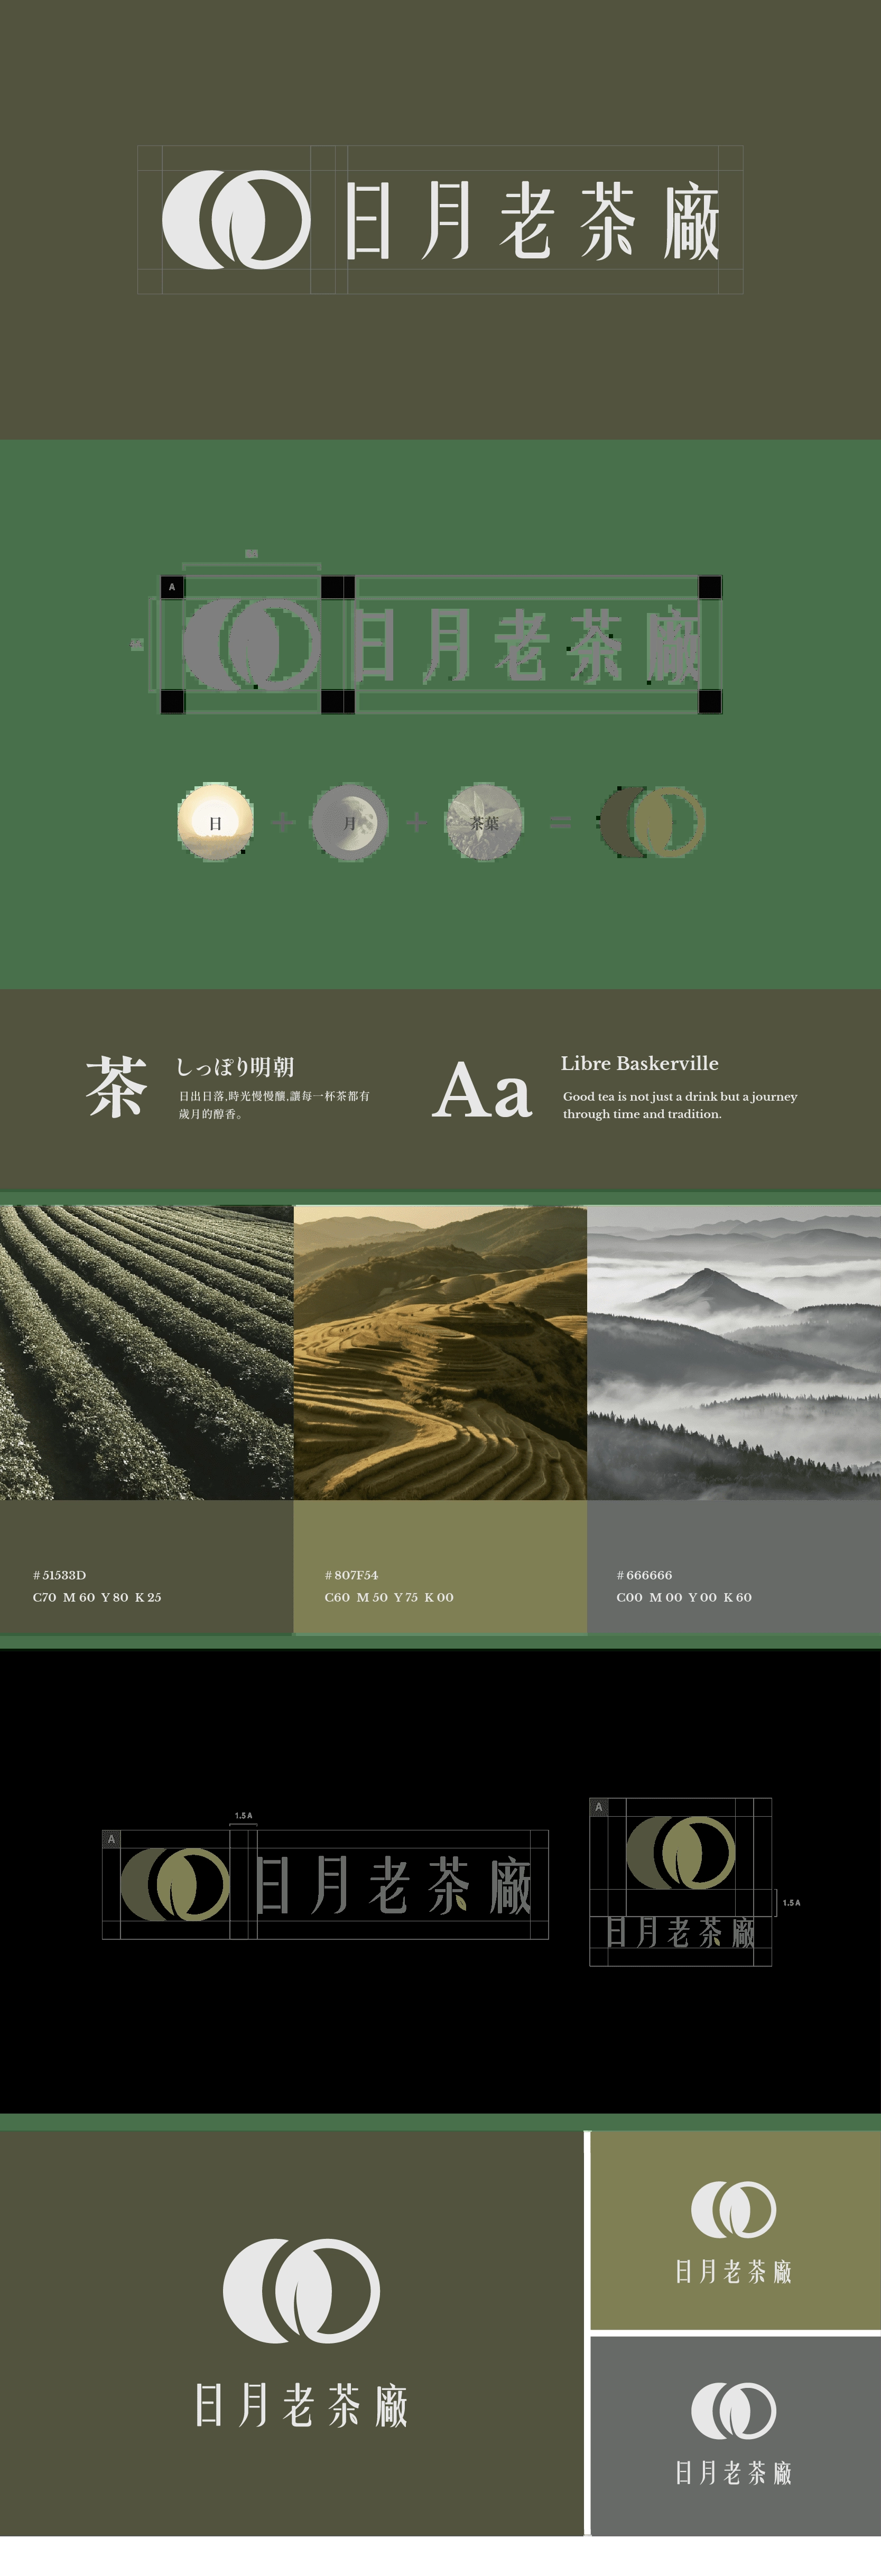 日月老茶廠
A
日月老茶廠
日 + 月 + 茶葉 =
茶
しっぽり明朝
日出日落,時光慢慢釀,讓每一杯茶都有
歲月的醇香。
Aa
Libre Baskerville
Good tea is not just a drink but a journey
through time and tradition.
#51533D
C70 M 60 Y 80 K 25
#807F54
C60 M 50 Y 75 K 00
#666666
C00 M 00 Y 00 K 60
1.5 A
A
日月老茶廠
A
1.5 A
日月老茶廠
日月老茶廠
日月老茶廠
日月老茶廠